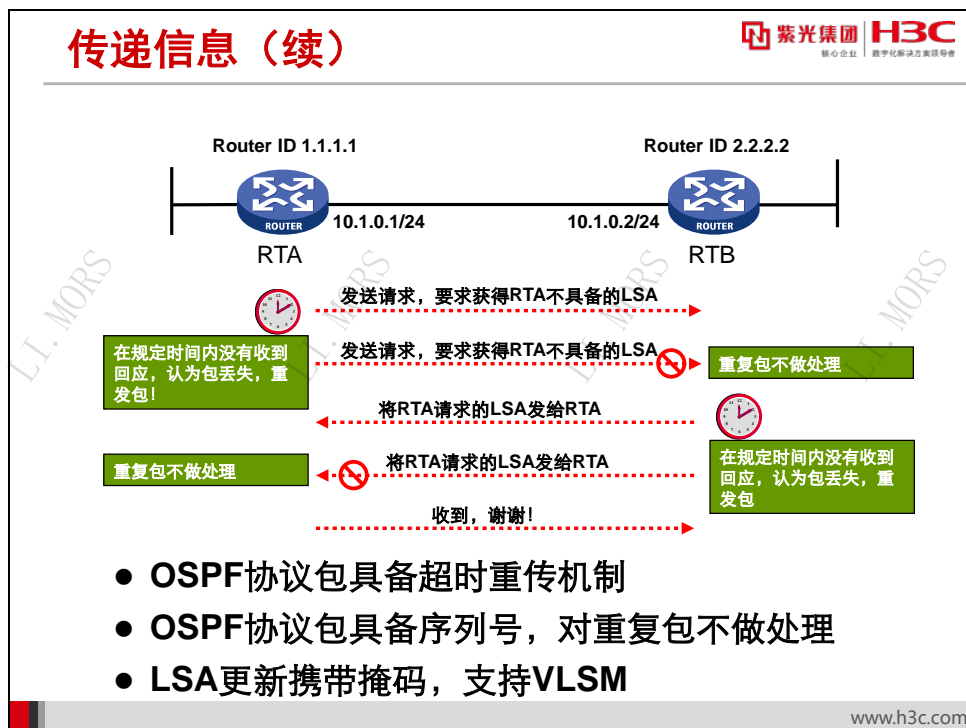 传递信息（续）
紫光集团
核心企业
H3C
数字化解决方案领导者
Router ID 1.1.1.1
Router ID 2.2.2.2
ROUTER
10.1.0.1/24
10.1.0.2/24
ROUTER
RTA
RTB
发送请求，要求获得RTA不具备的LSA
在规定时间内没有收到
回应，认为包丢失，重
发包！
发送请求，要求获得RTA不具备的LSA
重复包不做处理
将RTA请求的LSA发给RTA
重复包不做处理
将RTA请求的LSA发给RTA
在规定时间内没有收到
回应，认为包丢失，重
发包
收到，谢谢！
● OSPF协议包具备超时重传机制
● OSPF协议包具备序列号，对重复包不做处理
● LSA更新携带掩码，支持VLSM
www.h3c.com
LI. MORS
LI. MORS
LI. MORS
LI. MORS